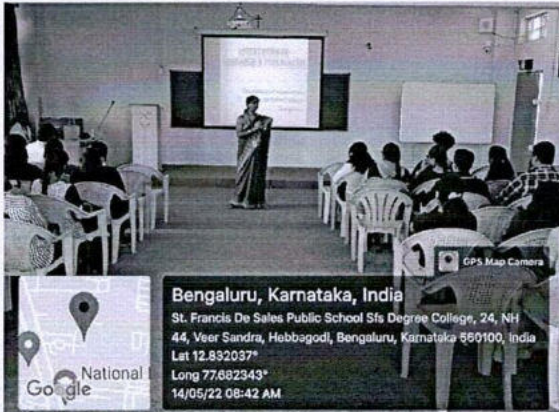 GPS Map Camera
Bengaluru, Karnataka, India
St. Francis De Sales Public School Sfs Degree College, 24, NH
44, Veer Sandra, Hebbagodi, Bengaluru, Karnataka 560100, India
Lat 12.832037°
Long 77.682343°
14/05/22 08:42 AM
National
Google